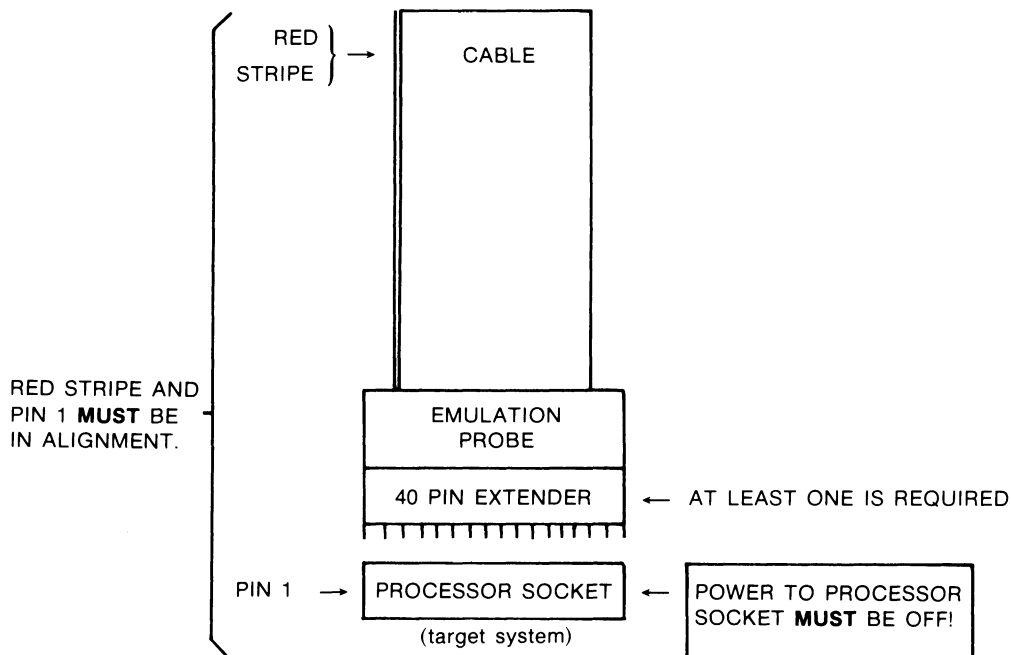 RED
STRIPE
CABLE
RED STRIPE AND
PIN 1 MUST BE
IN ALIGNMENT.
EMULATION
PROBE
40 PIN EXTENDER
AT LEAST ONE IS REQUIRED
PIN 1
PROCESSOR SOCKET
(target system)
POWER TO PROCESSOR
SOCKET MUST BE OFF!